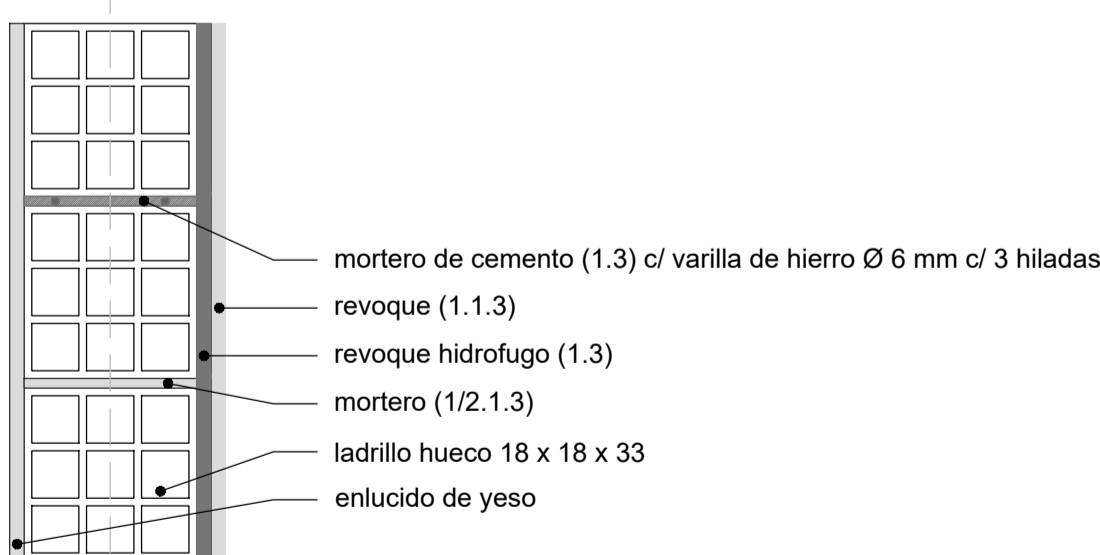 mortero de cemento (1.3) c/ varilla de hierro Ø 6 mm c/ 3 hiladas
revoque (1.1.3)
revoque hidrofugo (1.3)
mortero (1/2.1.3)
ladrillo hueco 18 x 18 x 33
enlucido de yeso